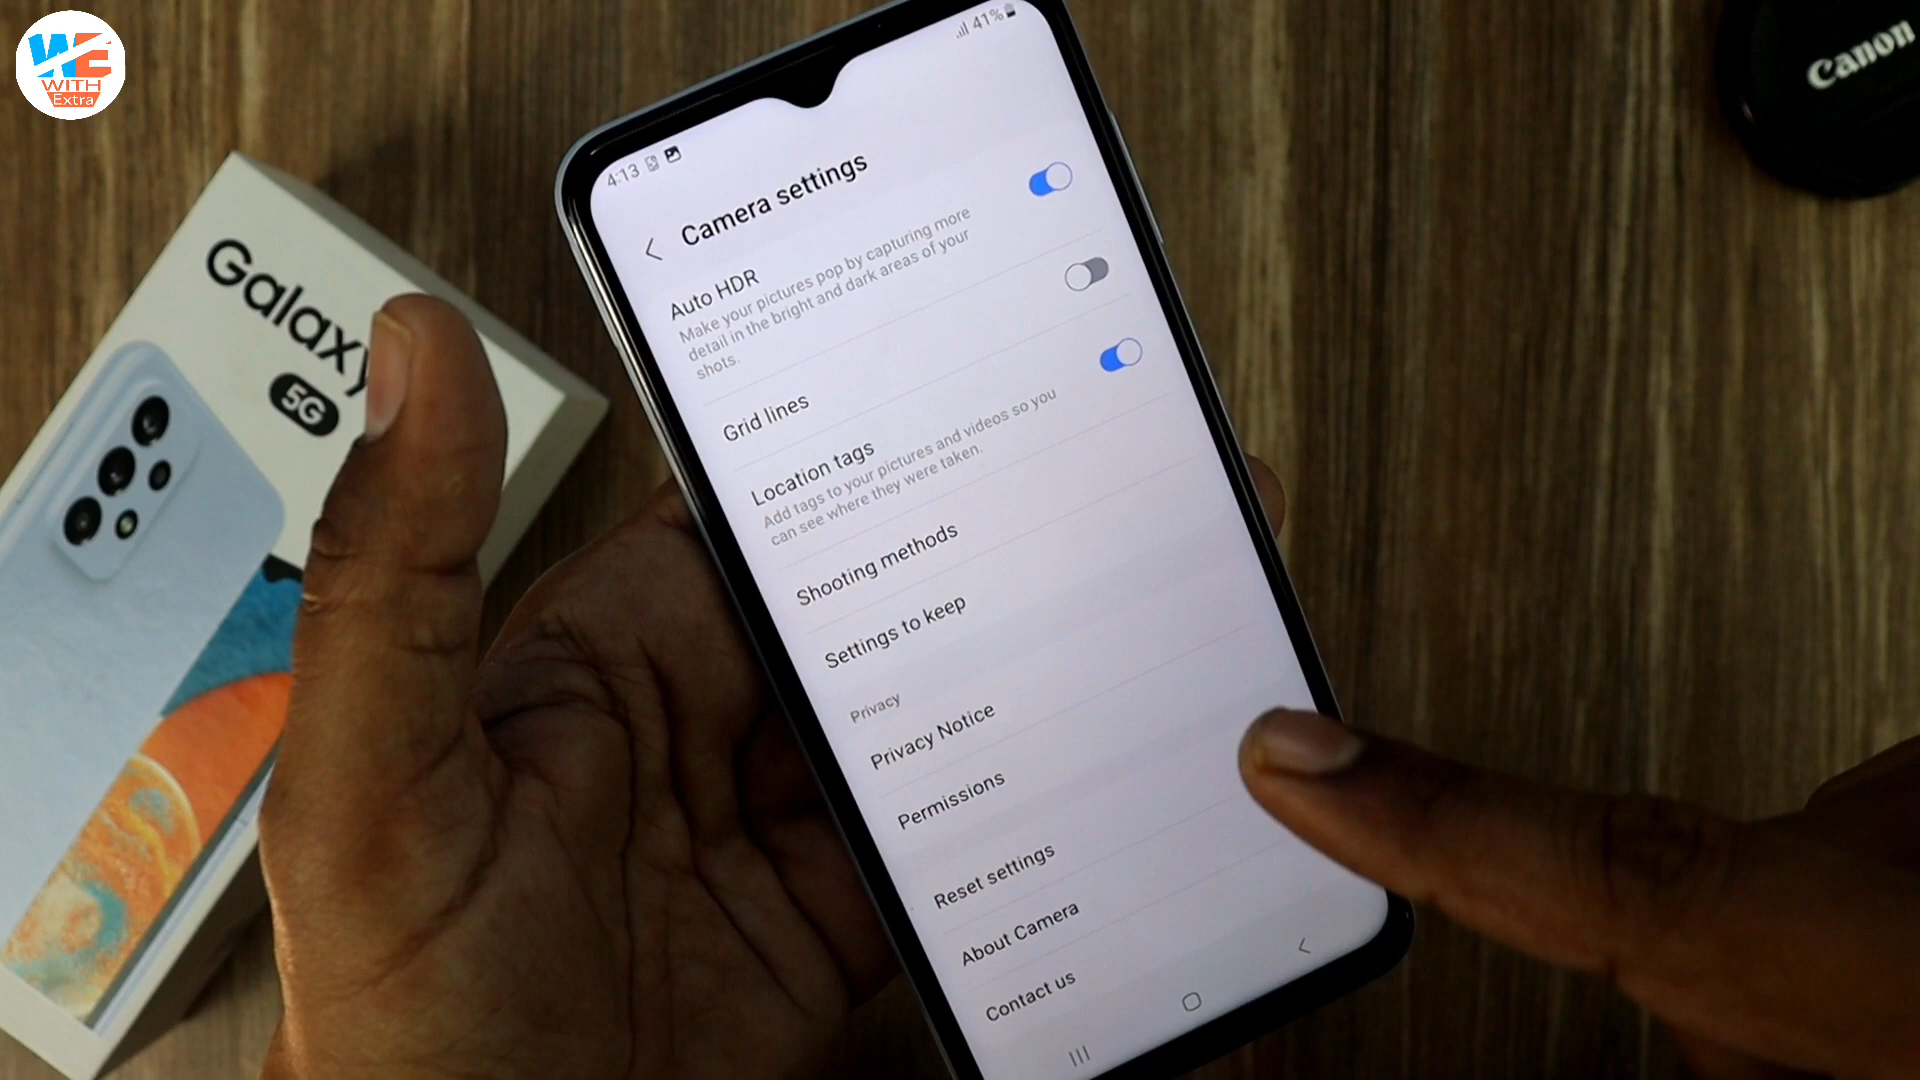 WE
WITH
Extra
Canon
Galaxy
5G
41%
4:13
Camera settings
Auto HDR
Make your pictures pop by capturing more
detail in the bright and dark areas of your
shots.
Grid lines
Location tags
Add tags to your pictures and videos so you
can see where they were taken.
Shooting methods
Settings to keep
Privacy
Privacy Notice
Permissions
Reset settings
About Camera
Contact us